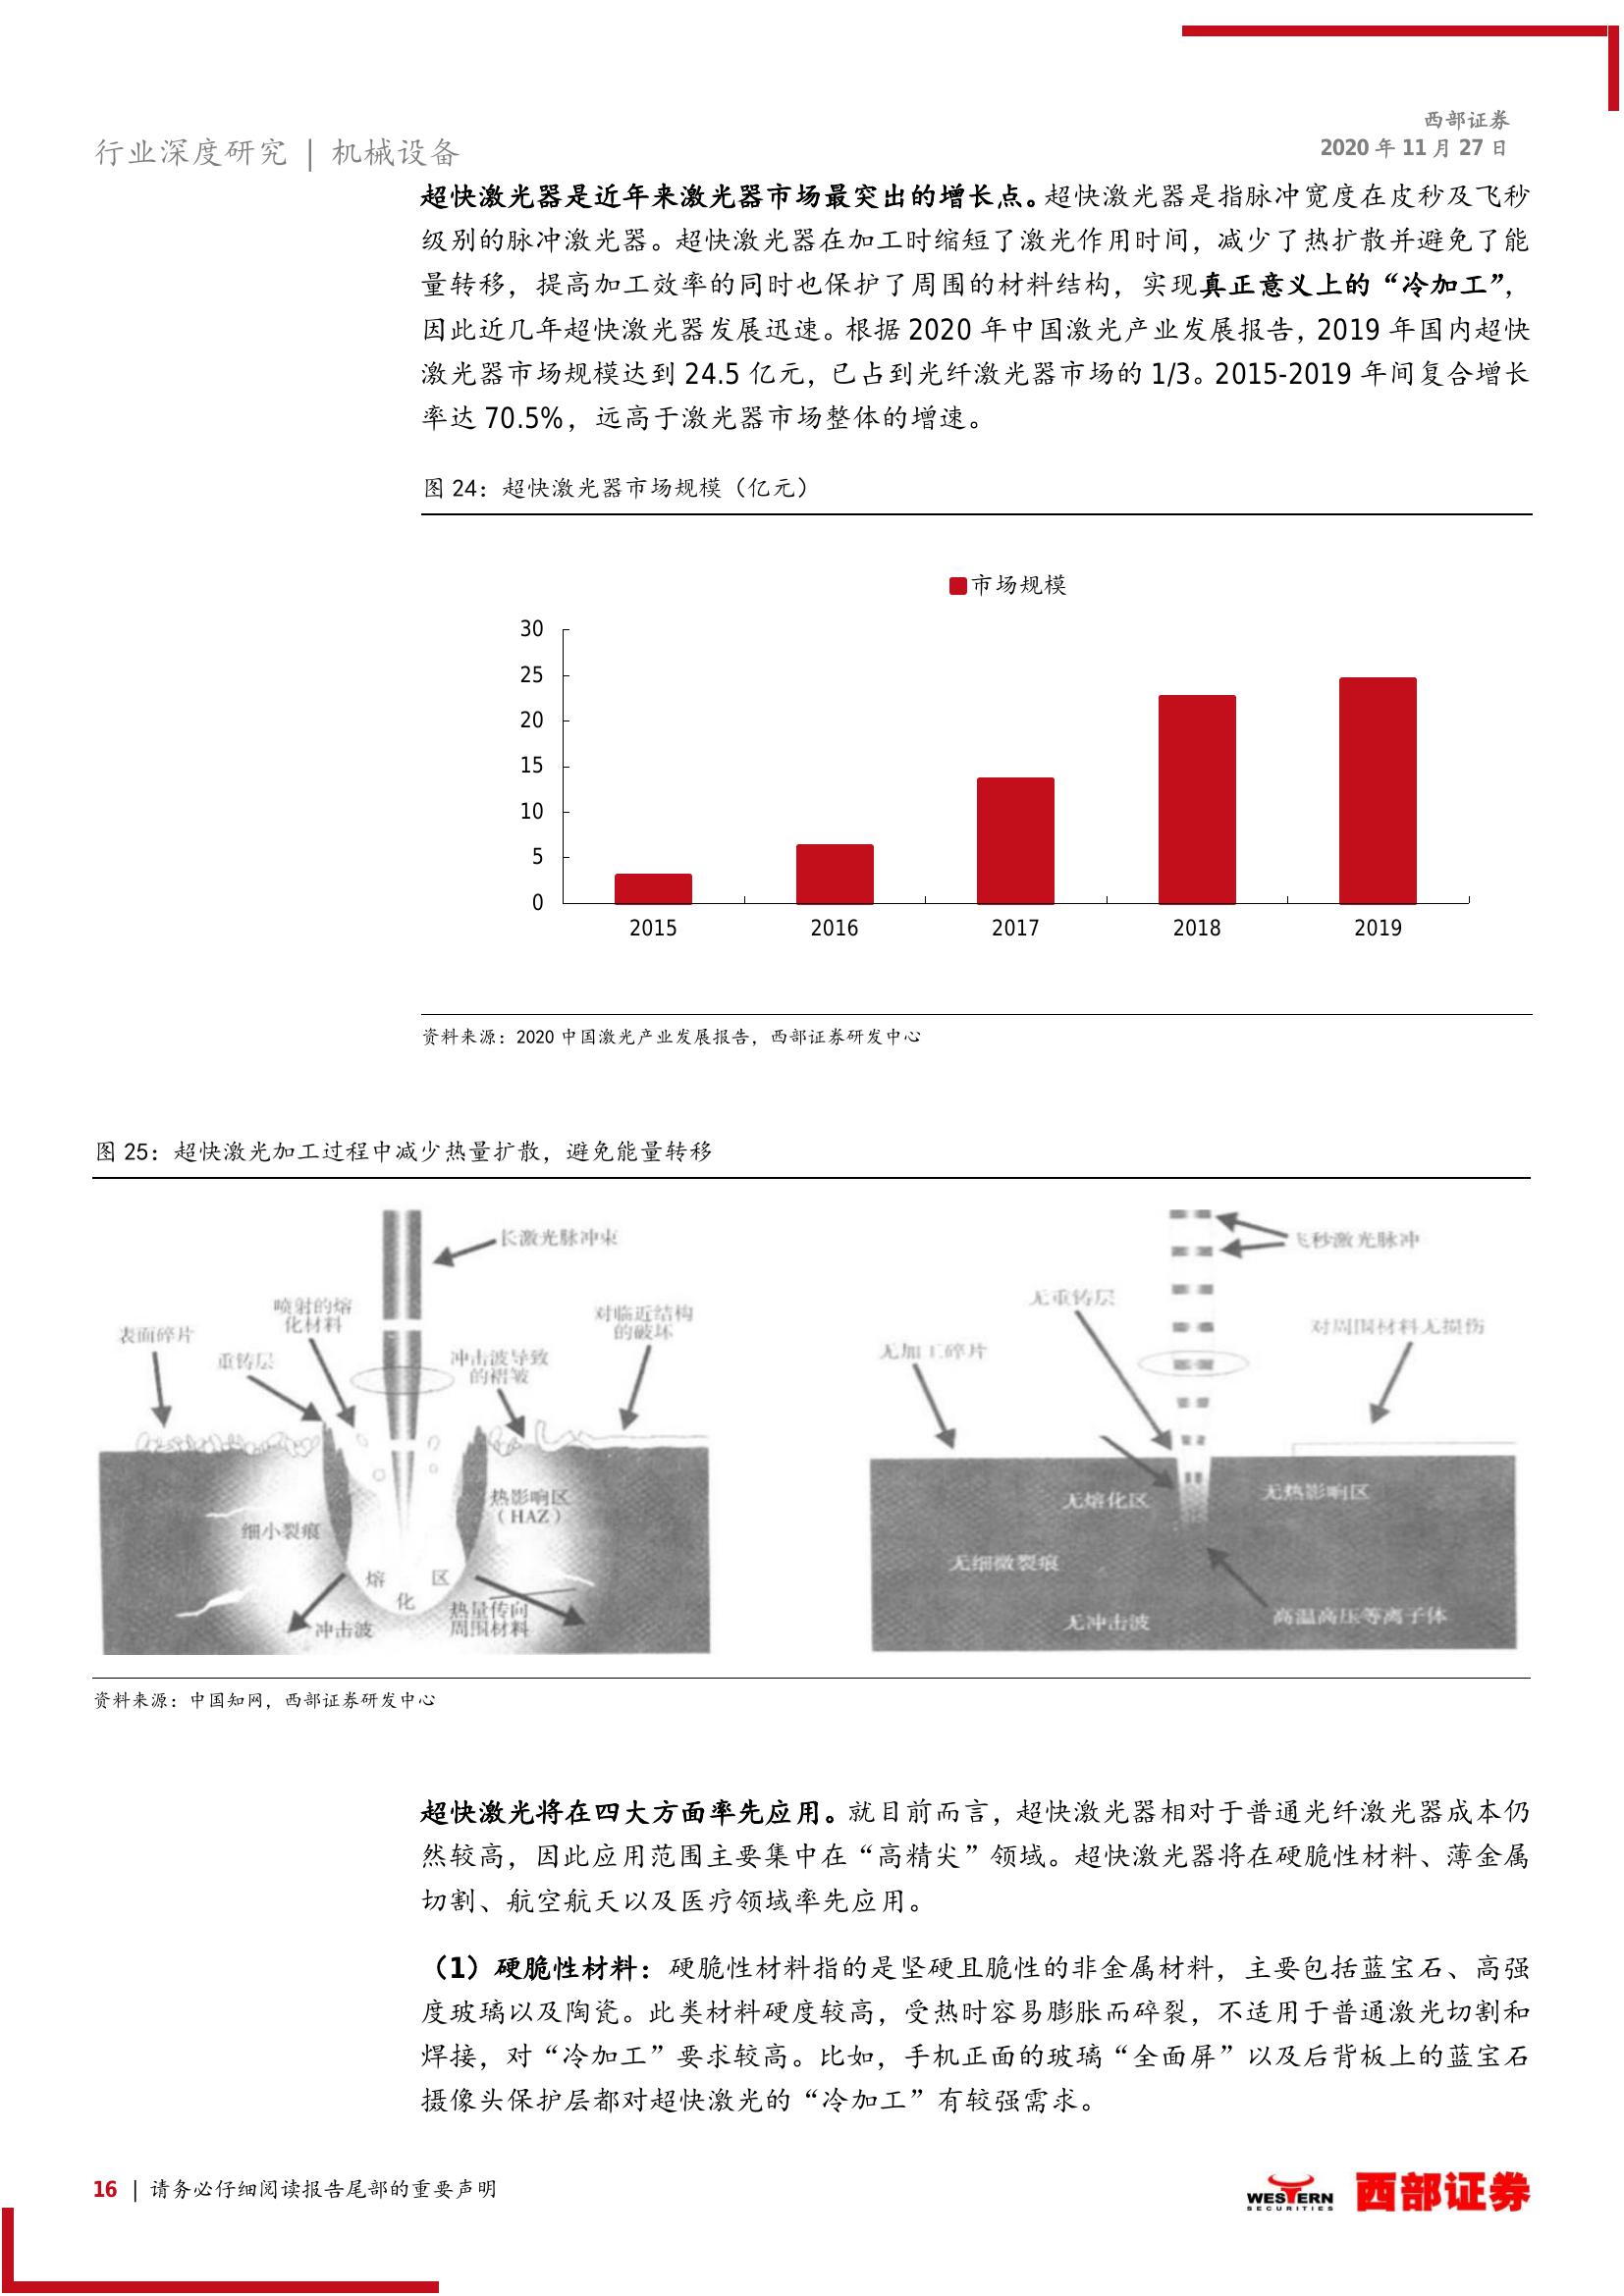 西部证券
行业深度研究 | 机械设备
2020 年 11 月 27 日
超快激光器是近年来激光器市场最突出的增长点。超快激光器是指脉冲宽度在皮秒及飞秒
级别的脉冲激光器。超快激光器在加工时缩短了激光作用时间，减少了热扩散并避免了能
量转移，提高加工效率的同时也保护了周围的材料结构，实现真正意义上的“冷加工”，
因此近几年超快激光器发展迅速。根据 2020 年中国激光产业发展报告，2019 年国内超快
激光器市场规模达到 24.5 亿元，已占到光纤激光器市场的 1/3。2015-2019 年间复合增长
率达 70.5%，远高于激光器市场整体的增速。
图 24：超快激光器市场规模（亿元）
市场规模
30
25
20
15
10
5
0
2015 2016 2017 2018 2019
资料来源：2020 中国激光产业发展报告，西部证券研发中心
图 25：超快激光加工过程中减少热量扩散，避免能量转移
长激光脉冲束
喷射的熔
化材料
对临近结构
的破坏
表面碎片
重铸层
冲击波导致
的褶皱
热影响区
（HAZ）
细小裂痕
熔 化 区
冲击波
热量传向
周围材料
飞秒激光脉冲
无重铸层
对周围材料无损伤
无加工碎片
无熔化区
无热影响区
无细微裂痕
无冲击波
高温高压等离子体
资料来源：中国知网，西部证券研发中心
超快激光将在四大方面率先应用。就目前而言，超快激光器相对于普通光纤激光器成本仍
然较高，因此应用范围主要集中在“高精尖”领域。超快激光器将在硬脆性材料、薄金属
切割、航空航天以及医疗领域率先应用。
（1）硬脆性材料：硬脆性材料指的是坚硬且脆性的非金属材料，主要包括蓝宝石、高强
度玻璃以及陶瓷。此类材料硬度较高，受热时容易膨胀而碎裂，不适用于普通激光切割和
焊接，对“冷加工”要求较高。比如，手机正面的玻璃“全面屏”以及后背板上的蓝宝石
摄像头保护层都对超快激光的“冷加工”有较强需求。
16 | 请务必仔细阅读报告尾部的重要声明
WESTERN
SECURITIES
西部证券